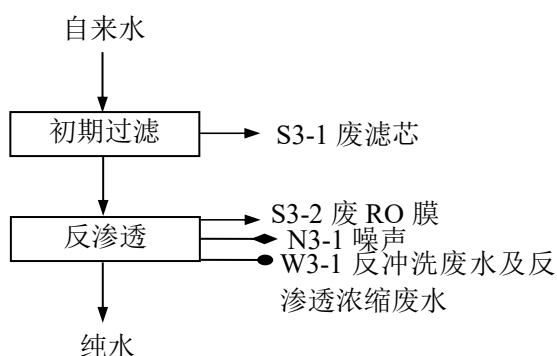 自来水
初期过滤
S3-1 废滤芯
S3-2 废 RO 膜
反渗透
N3-1 噪声
W3-1 反冲洗废水及反
渗透浓缩废水
纯水